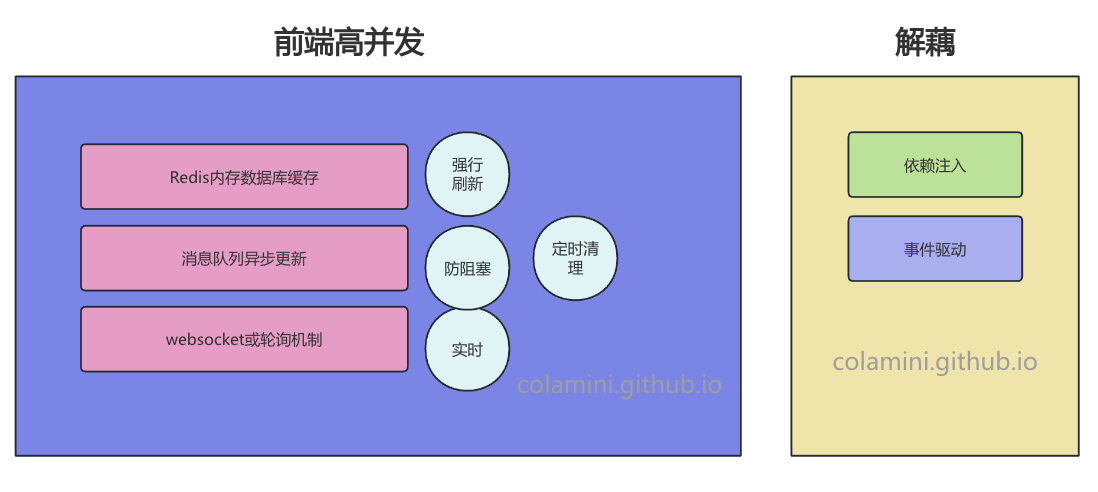 前端高并发
解藕
Redis内存数据库缓存
强行
刷新
消息队列异步更新
防阻塞
定时清
理
websocket或轮询机制
实时
colamini.github.io
依赖注入
事件驱动
colamini.github.io